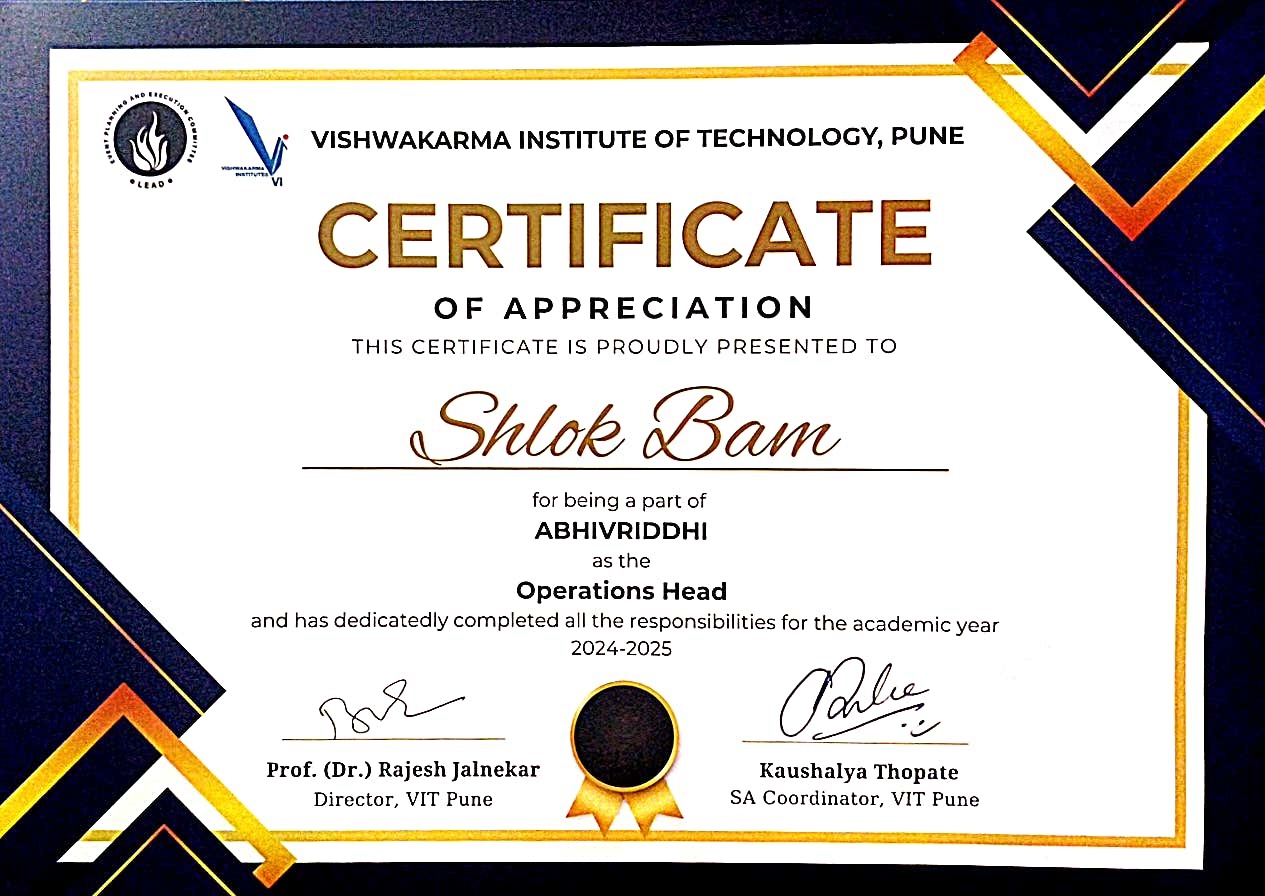 EVENT PLANNING AND EXECUTION COMMITTEE
• LEAD •
VISHWAKARMA
INSTITUTES
VI
VISHWAKARMA INSTITUTE OF TECHNOLOGY, PUNE
CERTIFICATE
OF APPRECIATION
THIS CERTIFICATE IS PROUDLY PRESENTED TO
Shlok Bam
for being a part of
ABHIVRIDDHI
as the
Operations Head
and has dedicatedly completed all the responsibilities for the academic year
2024-2025
Prof. (Dr.) Rajesh Jalnekar
Director, VIT Pune
Kaushalya Thopate
SA Coordinator, VIT Pune